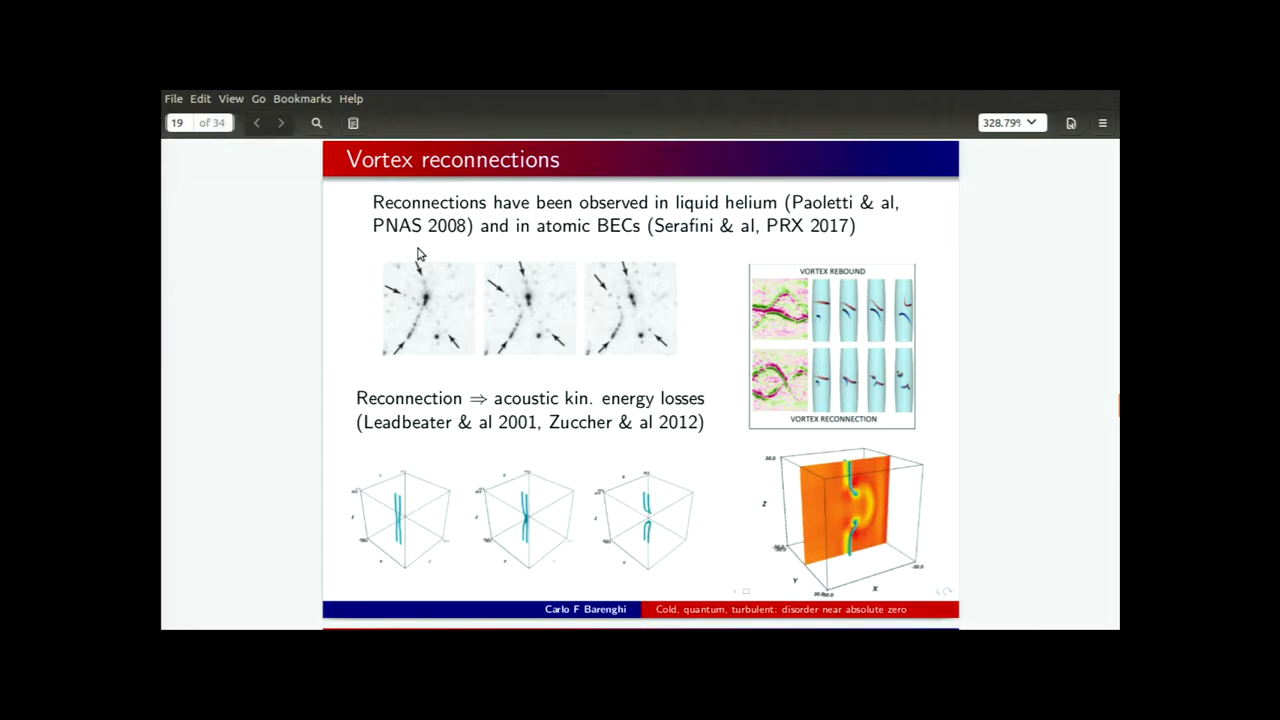 File Edit View Go Bookmarks Help
19 of 34
328.79%
Vortex reconnections
Reconnections have been observed in liquid helium (Paoletti & al,
PNAS 2008) and in atomic BECs (Serafini & al, PRX 2017)
VORTEX REBOUND
VORTEX RECONNECTION
Reconnection ⇒ acoustic kin. energy losses
(Leadbeater & al 2001, Zuccher & al 2012)
Z
Y
X
Carlo F Barenghi
Cold, quantum, turbulent: disorder near absolute zero